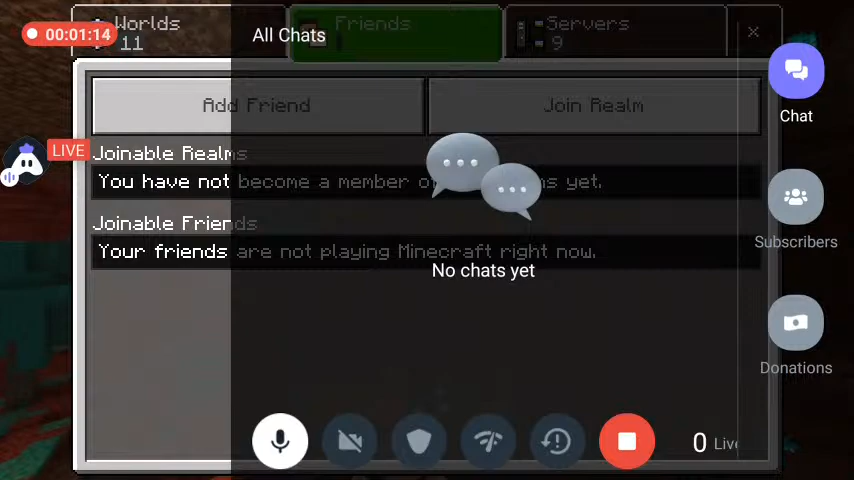 00:01:14
Worlds
11
All Chats
Friends
Servers
9
Chat
Add Friend
Join Realm
LIVE
Joinable Realms
You have not become a member of
ns yet.
Subscribers
Joinable Friends
Your friends are not playing Minecraft right now.
No chats yet
Donations
0 Live